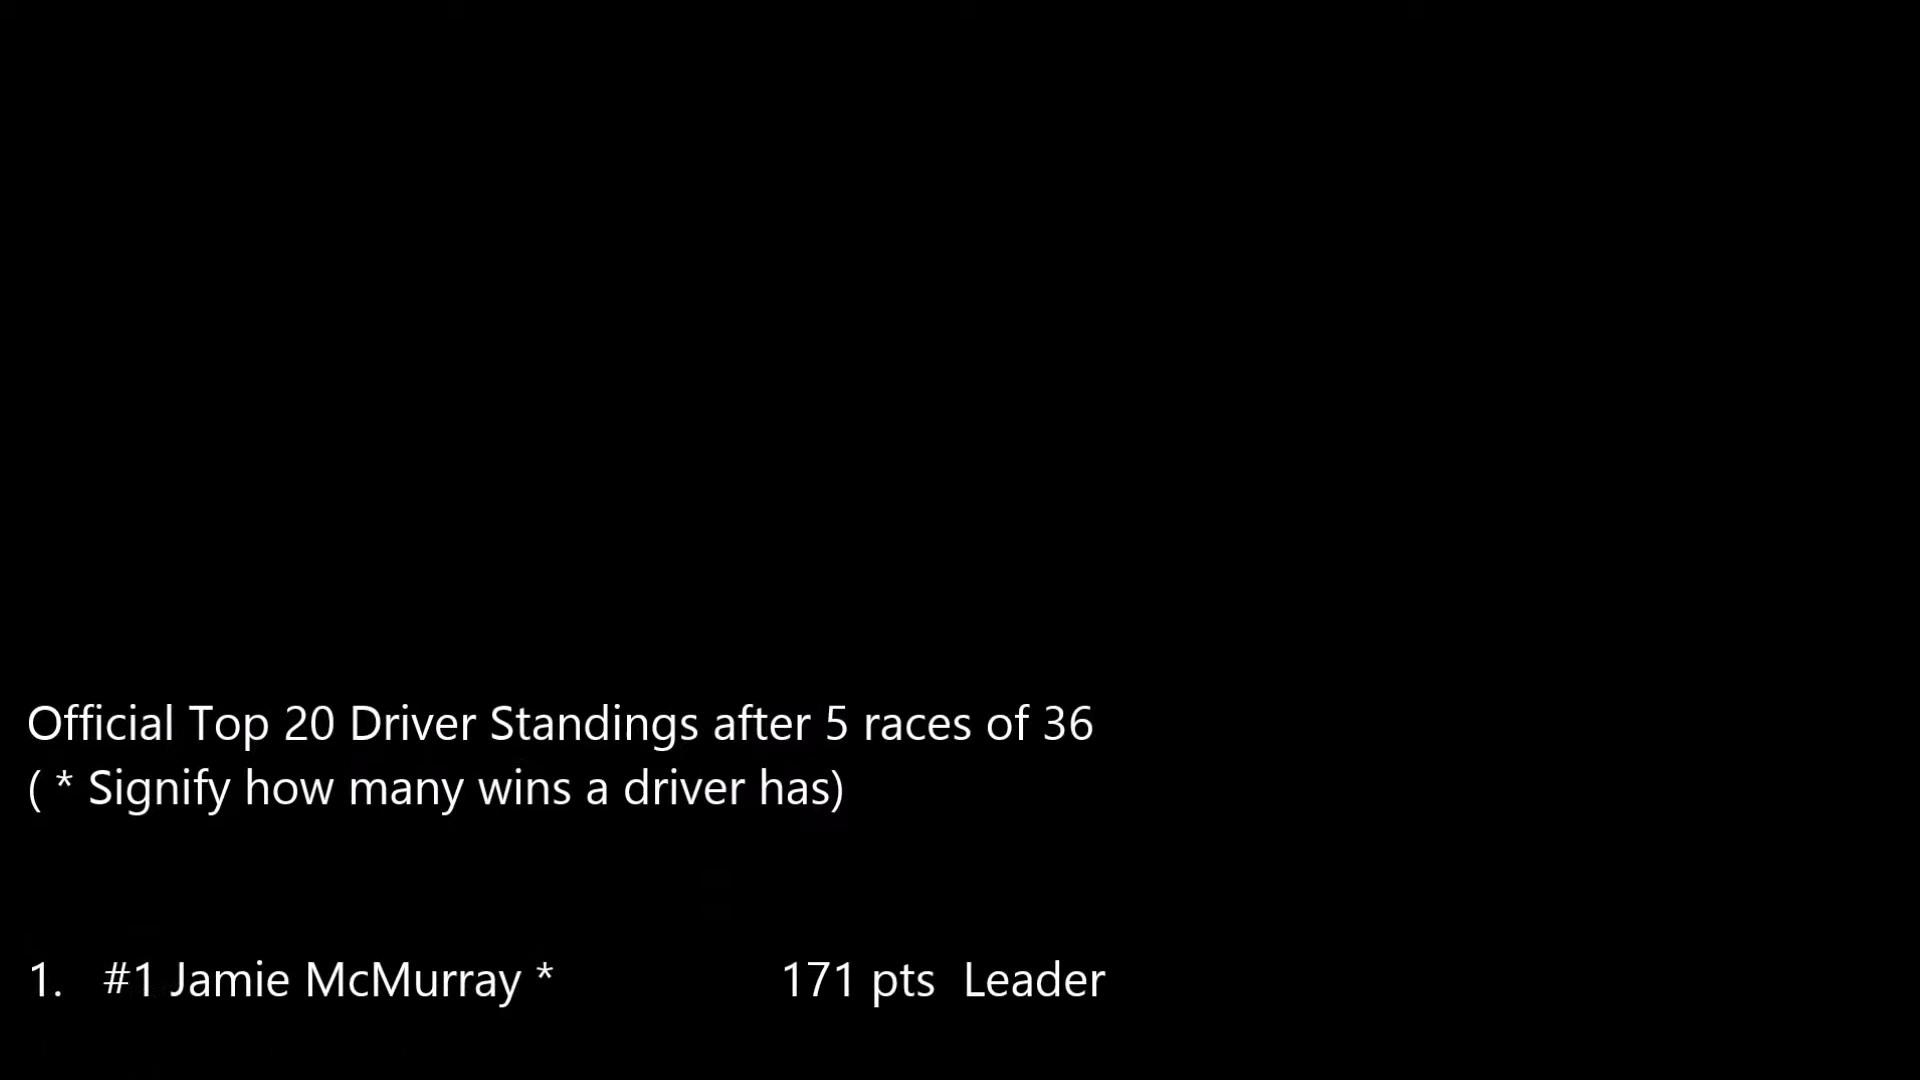 Official Top 20 Driver Standings after 5 races of 36
( * Signify how many wins a driver has)
1. #1 Jamie McMurray * 171 pts Leader